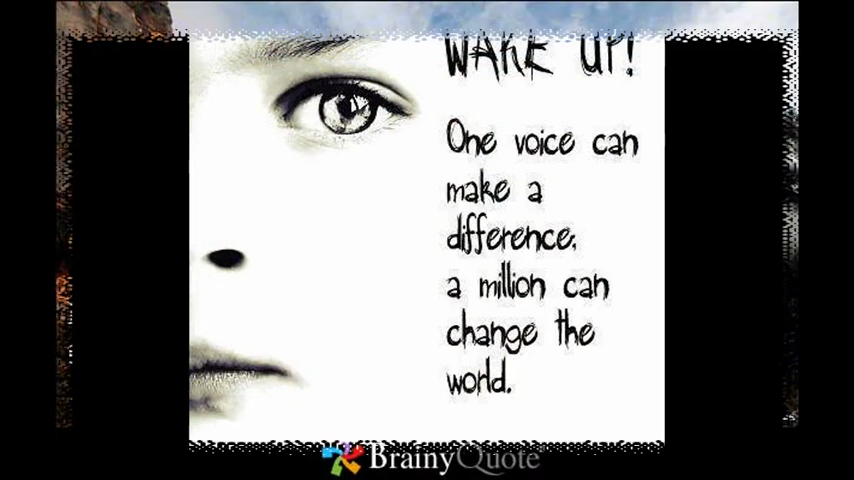 WAKE UP!
One voice can
make a
difference;
a million can
change the
world.
BrainyQuote